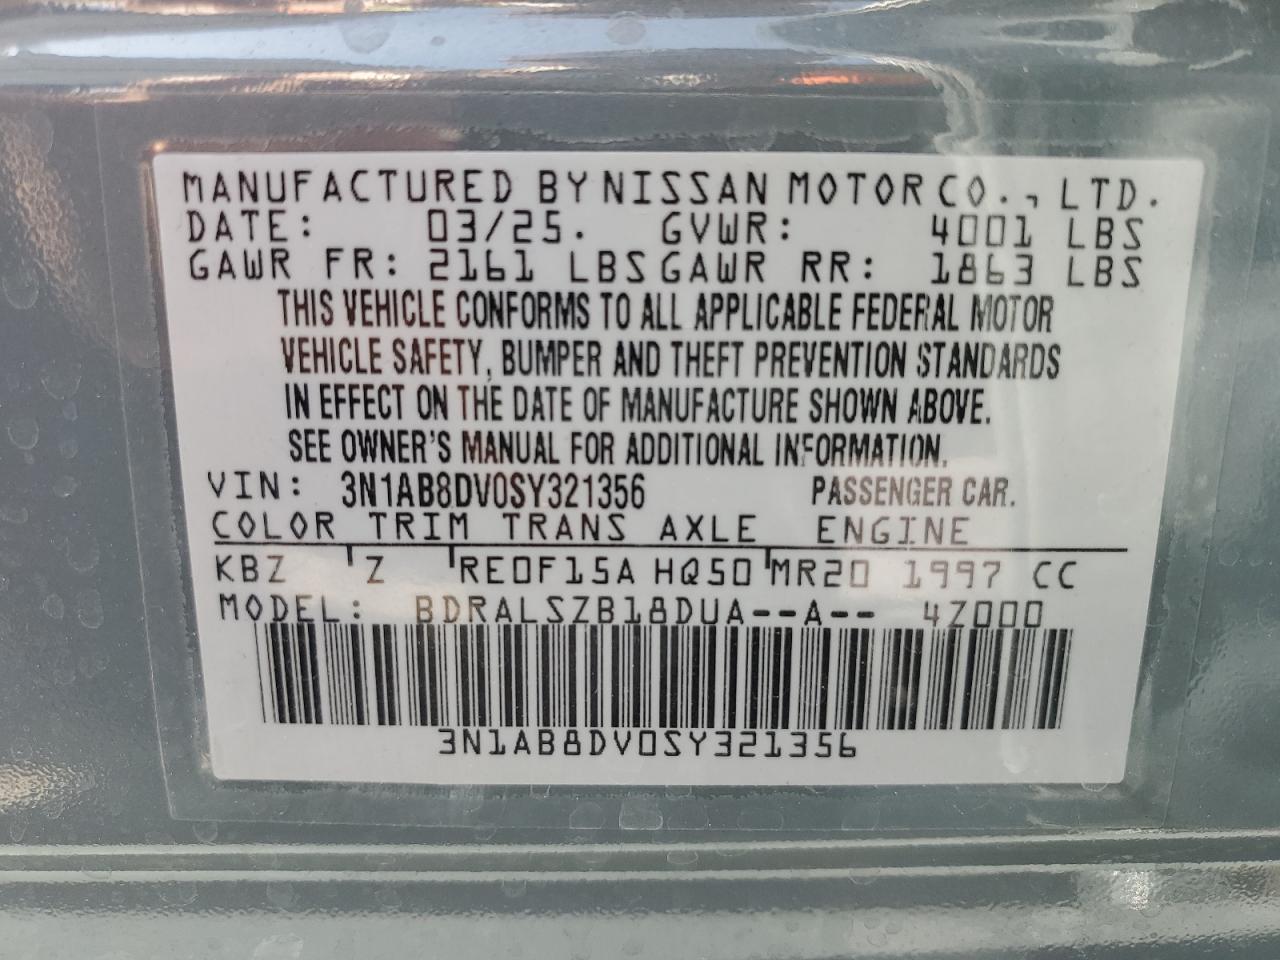 MANUFACTURED BY NISSAN MOTOR CO., LTD.
DATE: 03/25. GVWR: 4001 LBS
GAWR FR: 2161 LBS GAWR RR: 1863 LBS
THIS VEHICLE CONFORMS TO ALL APPLICABLE FEDERAL MOTOR
VEHICLE SAFETY, BUMPER AND THEFT PREVENTION STANDARDS
IN EFFECT ON THE DATE OF MANUFACTURE SHOWN ABOVE.
SEE OWNER'S MANUAL FOR ADDITIONAL INFORMATION.
VIN: 3N1AB8DV0SY321356 PASSENGER CAR.
COLOR TRIM TRANS AXLE ENGINE
KBZ Z RE0F15A HQ50 MR20 1997 CC
MODEL: BDRALSZB18DUA--A-- 4Z000
3N1AB8DV0SY321356